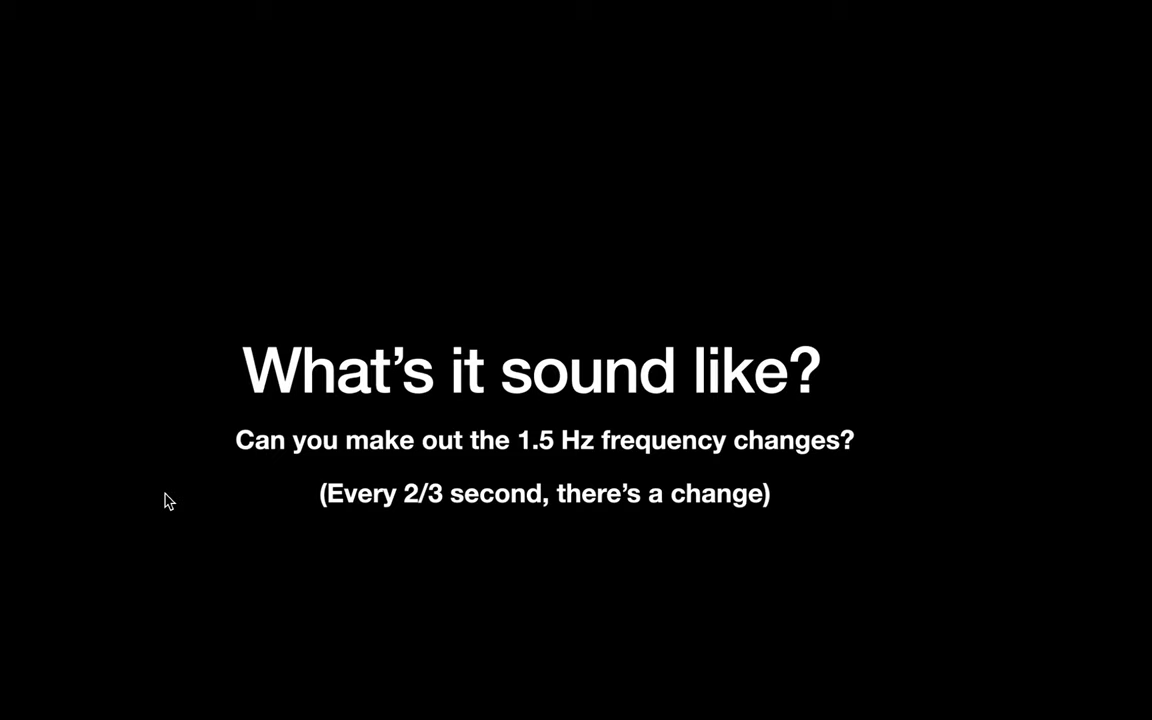 What’s it sound like?
Can you make out the 1.5 Hz frequency changes?
(Every 2/3 second, there’s a change)